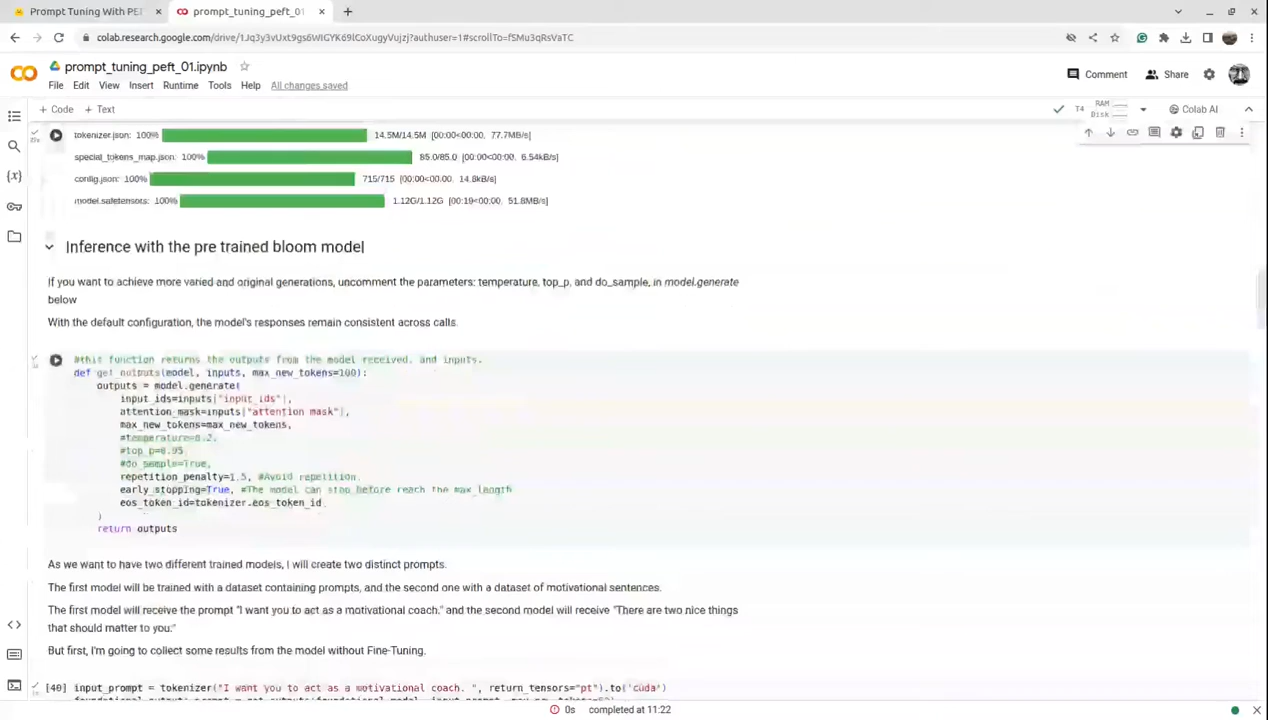 Prompt Tuning With PE
prompt_tuning_peft_01
colab.research.google.com/drive/1Jq3y3vUxt9gs6WIGYK69lCoXugyVujzj?authuser=1#scrollTo=fSMu3qRsVaTC
prompt_tuning_peft_01.ipynb
Comment
Share
File Edit View Insert Runtime Tools Help All changes saved
+ Code + Text
T4
RAM
Disk
Colab AI
tokenizer.json: 100% 14.5M/14.5M [00:00<00:00, 77.7MB/s]
special_tokens_map.json: 100% 85.0/85.0 [00:00<00:00, 6.54kB/s]
config.json: 100% 715/715 [00:00<00:00, 14.8kB/s]
model.safetensors: 100% 1.12G/1.12G [00:19<00:00, 51.8MB/s]
Inference with the pre trained bloom model
If you want to achieve more varied and original generations, uncomment the parameters: temperature, top_p, and do_sample, in model.generate
below
With the default configuration, the model's responses remain consistent across calls.
#this function returns the outputs from the model received, and inputs.
def get_outputs(model, inputs, max_new_tokens=100):
outputs = model.generate(
input_ids=inputs["input_ids"],
attention_mask=inputs["attention_mask"],
max_new_tokens=max_new_tokens,
#temperature=0.2,
#top_p=0.95,
#do_sample=True,
repetition_penalty=1.5, #Avoid repetition.
early_stopping=True, #The model can stop before reach the max_length
eos_token_id=tokenizer.eos_token_id
)
return outputs
As we want to have two different trained models, I will create two distinct prompts.
The first model will be trained with a dataset containing prompts, and the second one with a dataset of motivational sentences.
The first model will receive the prompt "I want you to act as a motivational coach." and the second model will receive "There are two nice things
that should matter to you:"
But first, I'm going to collect some results from the model without Fine-Tuning.
[40] input_prompt = tokenizer("I want you to act as a motivational coach. ", return_tensors="pt").to('cuda')
0s completed at 11:22